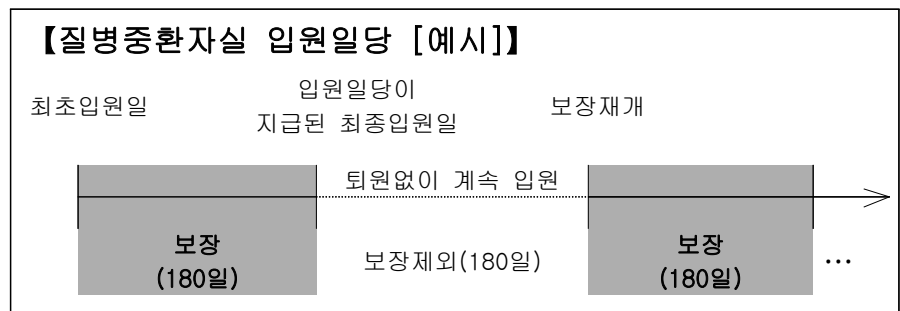 【질병중환자실 입원일당 [예시]】
최초입원일
입원일당이
지급된 최종입원일
보장재개
퇴원없이 계속 입원
보장
(180일)
보장제외(180일)
보장
(180일)
…